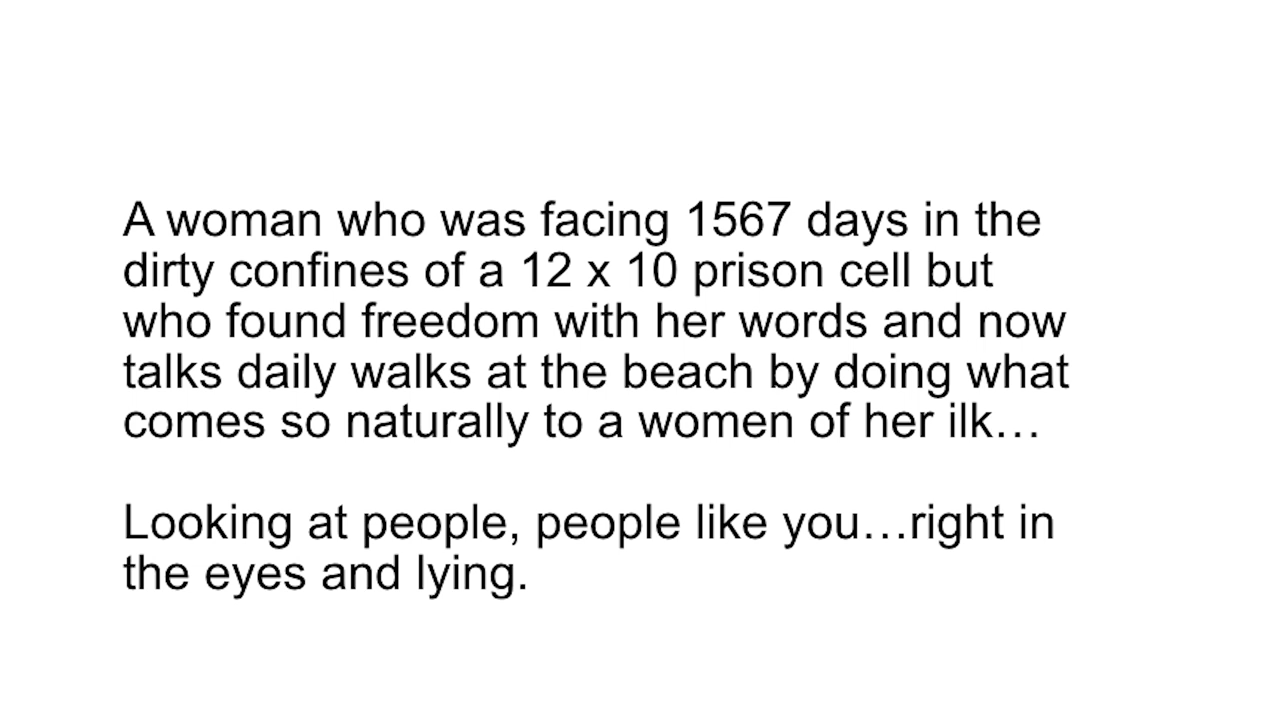 A woman who was facing 1567 days in the
dirty confines of a 12 x 10 prison cell but
who found freedom with her words and now
talks daily walks at the beach by doing what
comes so naturally to a women of her ilk…
Looking at people, people like you…right in
the eyes and lying.